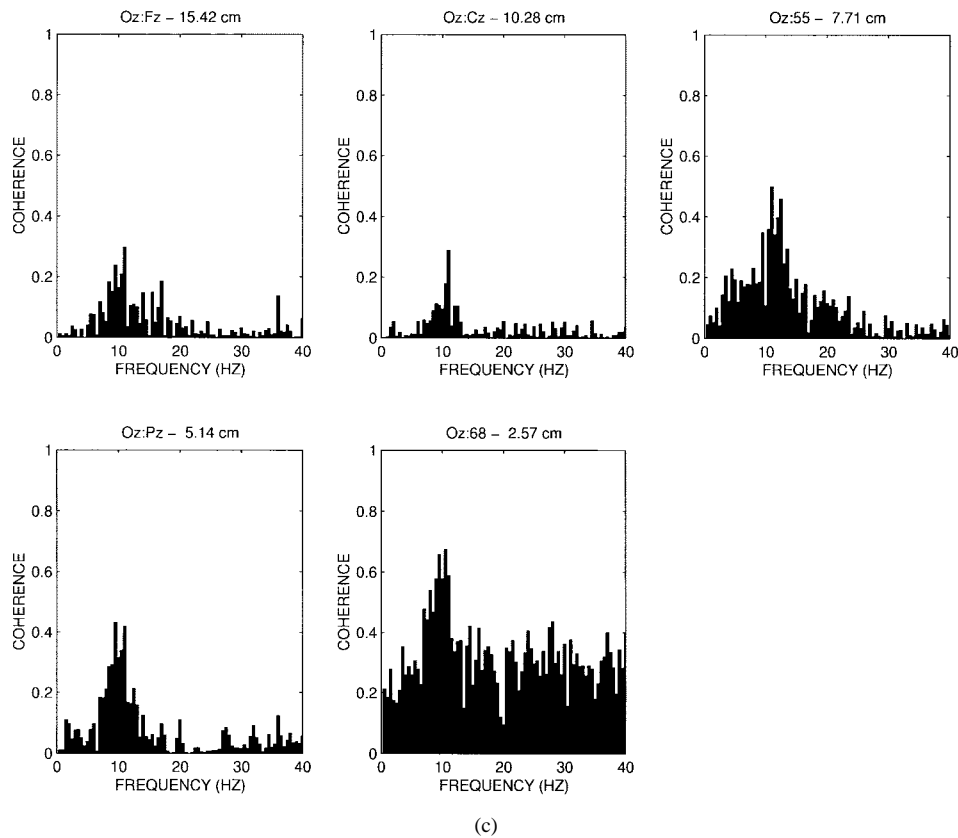 Oz:Fz – 15.42 cm
1
0.8
0.6
0.4
0.2
0
COHERENCE
0 10 20 30 40
FREQUENCY (HZ)
Oz:Cz – 10.28 cm
1
0.8
0.6
0.4
0.2
0
COHERENCE
0 10 20 30 40
FREQUENCY (HZ)
Oz:55 – 7.71 cm
1
0.8
0.6
0.4
0.2
0
COHERENCE
0 10 20 30 40
FREQUENCY (HZ)
Oz:Pz – 5.14 cm
1
0.8
0.6
0.4
0.2
0
COHERENCE
0 10 20 30 40
FREQUENCY (HZ)
Oz:68 – 2.57 cm
1
0.8
0.6
0.4
0.2
0
COHERENCE
0 10 20 30 40
FREQUENCY (HZ)
(c)